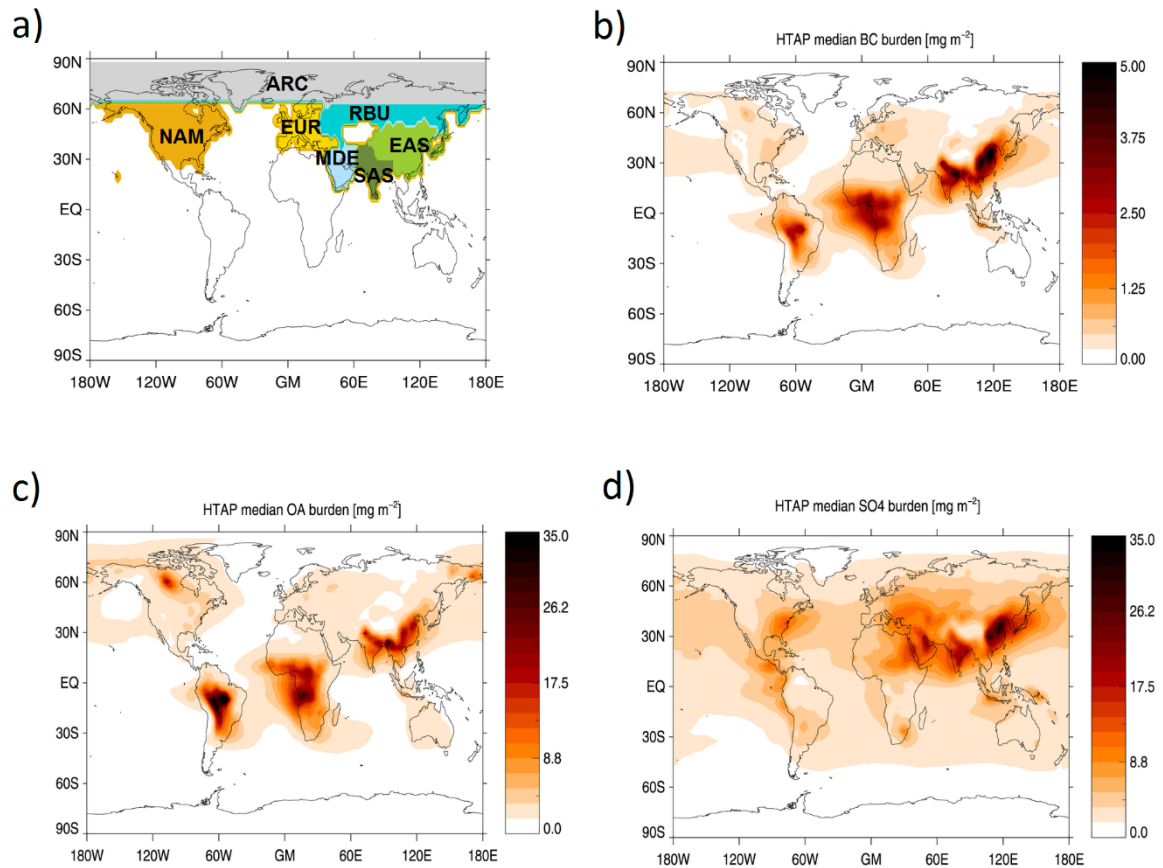 a)
90N
60N
30N
EQ
30S
60S
90S
180W 120W 60W GM 60E 120E 180E
ARC
NAM
EUR
RBU
MDE
EAS
SAS
b)
HTAP median BC burden [mg m⁻²]
90N
60N
30N
EQ
30S
60S
90S
180W 120W 60W GM 60E 120E 180E
5.00
3.75
2.50
1.25
0.00
c)
HTAP median OA burden [mg m⁻²]
90N
60N
30N
EQ
30S
60S
90S
180W 120W 60W GM 60E 120E 180E
35.0
26.2
17.5
8.8
0.0
d)
HTAP median SO4 burden [mg m⁻²]
90N
60N
30N
EQ
30S
60S
90S
180W 120W 60W GM 60E 120E 180E
35.0
26.2
17.5
8.8
0.0